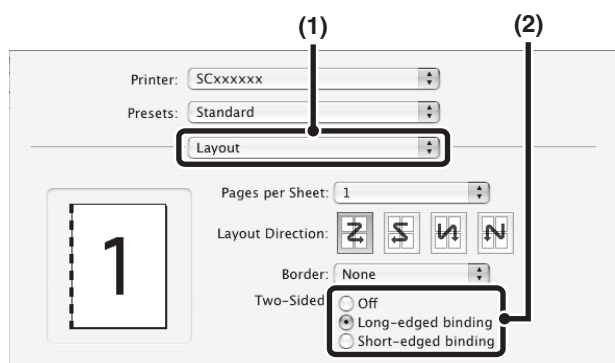 (1)
(2)
Printer: SCxxxxxx
Presets: Standard
Layout
Pages per Sheet: 1
Layout Direction:
Border: None
Two-Sided
Off
Long-edged binding
Short-edged binding
1